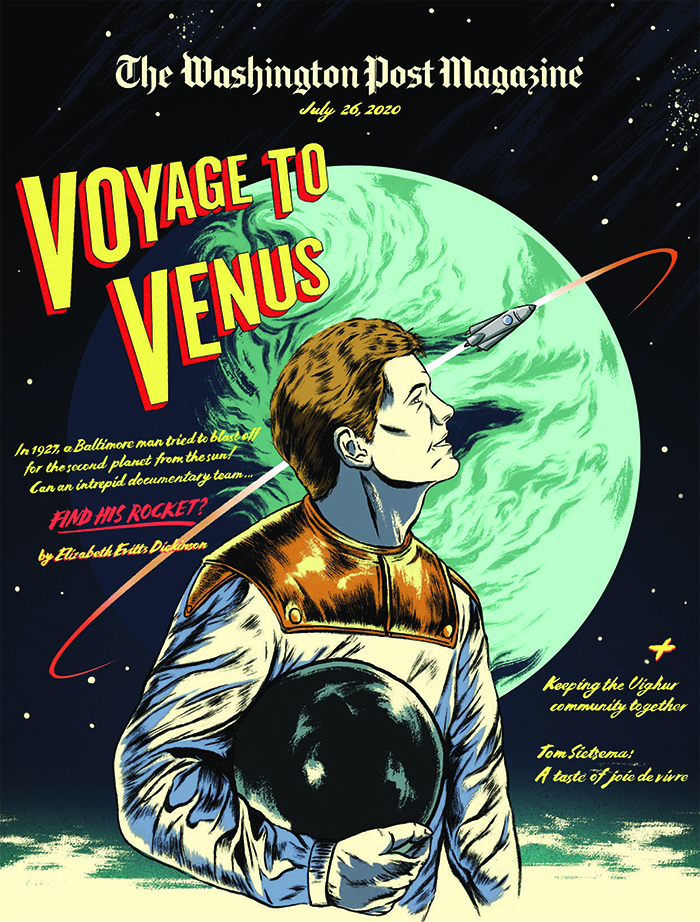 The Washington Post Magazine
July 26, 2020
VOYAGE TO
VENUS
In 1927, a Baltimore man tried to blast off
for the second planet from the sun!
Can an intrepid documentary team...
FIND HIS ROCKET?
by Elizabeth Evitts Dickinson
Keeping the Uighur
community together
Tom Sietsema:
A taste of joie de vivre